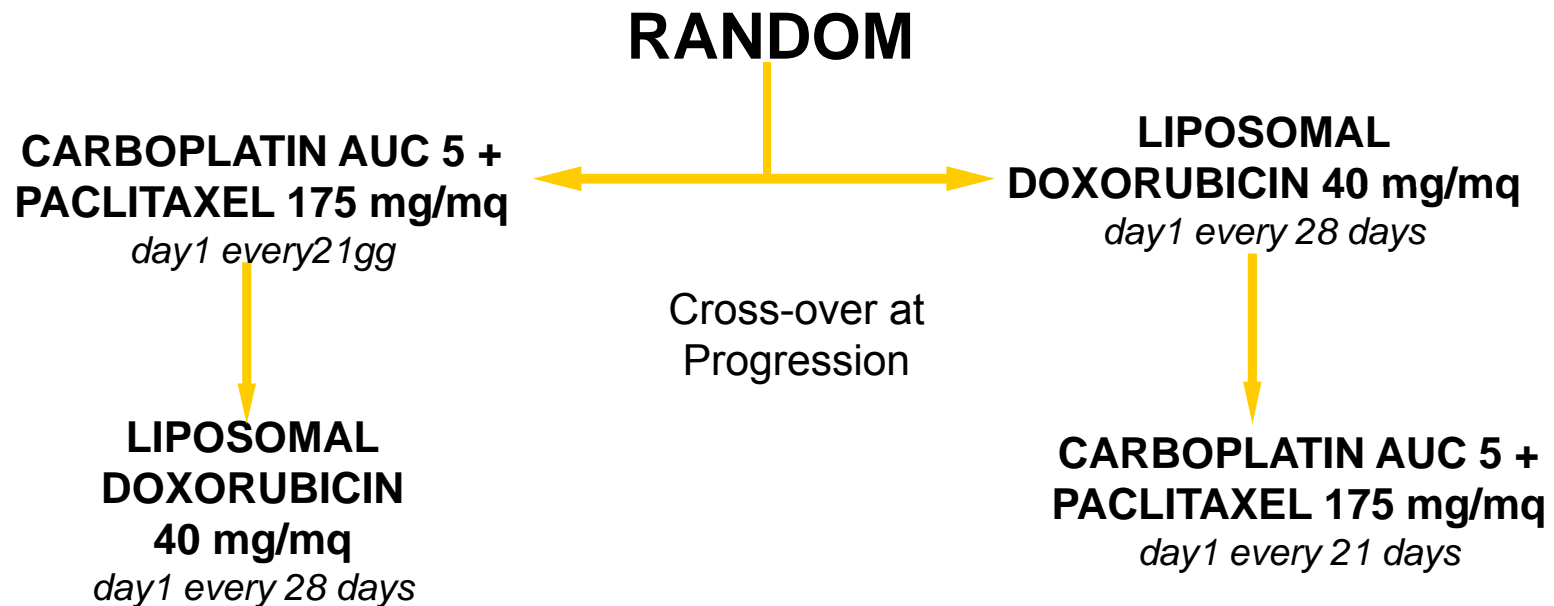 RANDOM
CARBOPLATIN AUC 5 +
PACLITAXEL 175 mg/mq
day1 every21gg
LIPOSOMAL
DOXORUBICIN 40 mg/mq
day1 every 28 days
Cross-over at
Progression
LIPOSOMAL
DOXORUBICIN
40 mg/mq
day1 every 28 days
CARBOPLATIN AUC 5 +
PACLITAXEL 175 mg/mq
day1 every 21 days